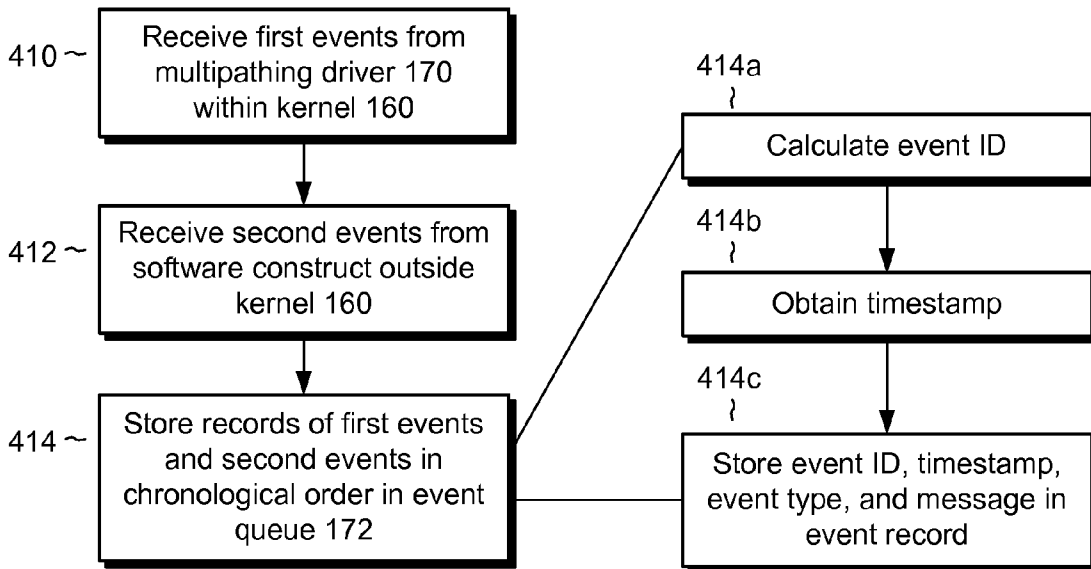 410
Receive first events from
multipathing driver 170
within kernel 160
412
Receive second events from
software construct outside
kernel 160
414
Store records of first events
and second events in
chronological order in event
queue 172
414a
Calculate event ID
414b
Obtain timestamp
414c
Store event ID, timestamp,
event type, and message in
event record